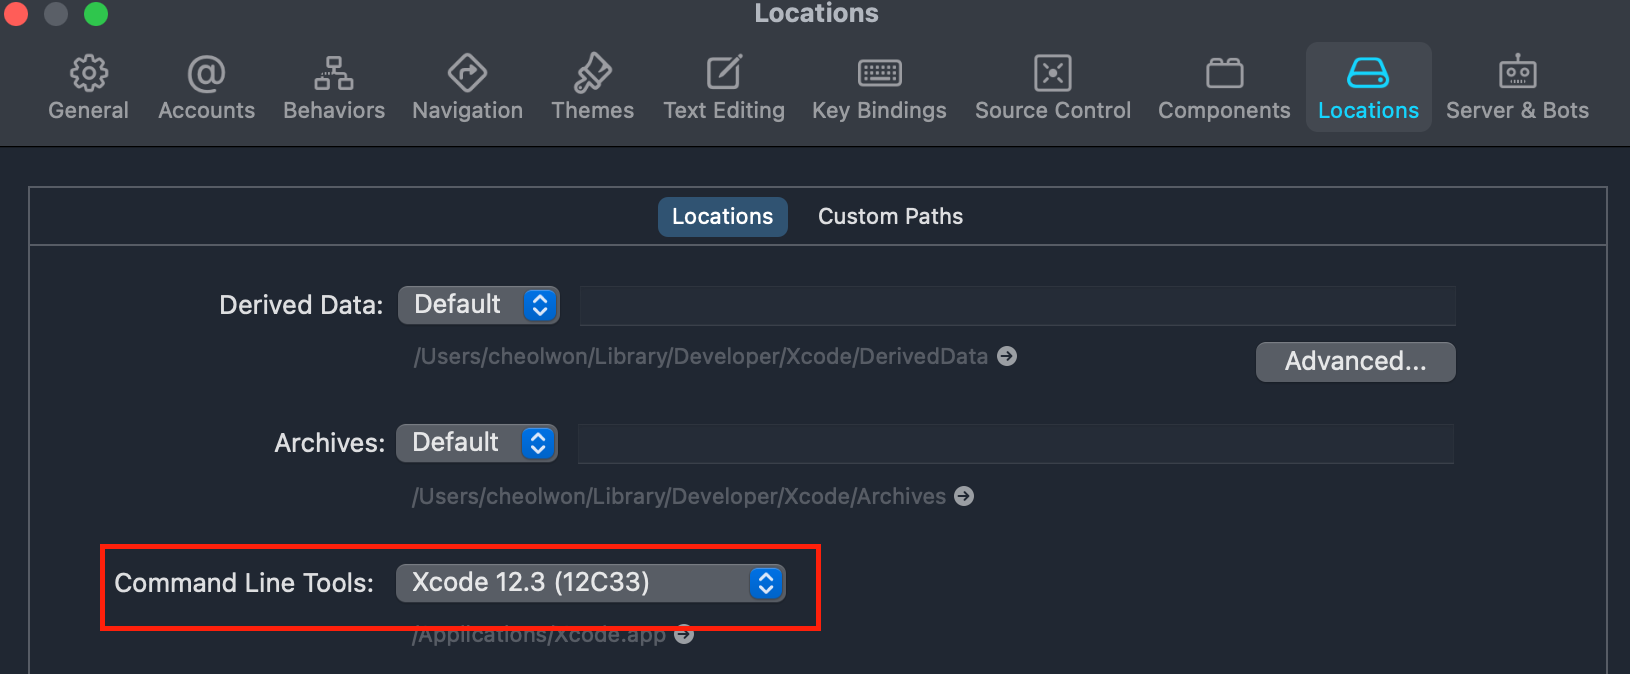 Locations
General Accounts Behaviors Navigation Themes Text Editing Key Bindings Source Control Components Locations Server & Bots
Locations Custom Paths
Derived Data: Default
/Users/cheolwon/Library/Developer/Xcode/DerivedData
Advanced...
Archives: Default
/Users/cheolwon/Library/Developer/Xcode/Archives
Command Line Tools: Xcode 12.3 (12C33)
/Applications/Xcode.app